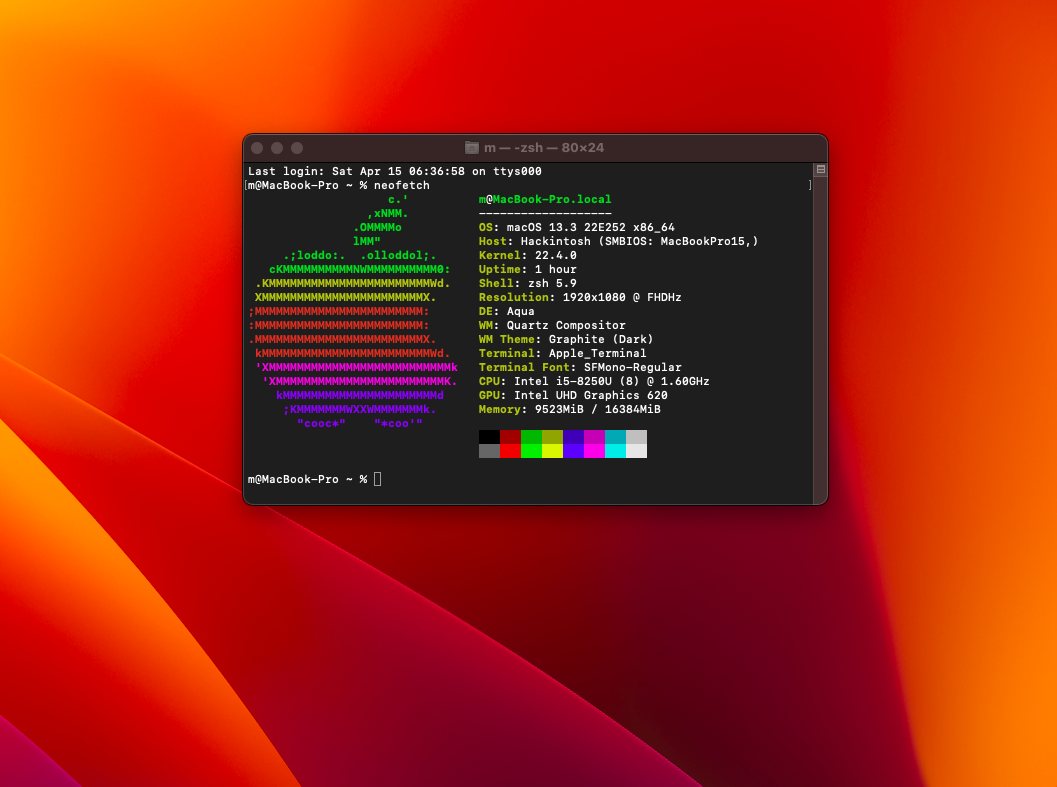 m — -zsh — 80×24
Last login: Sat Apr 15 06:36:58 on ttys000
[m@MacBook-Pro ~ % neofetch ]
c.' m@MacBook-Pro.local
,xNMM. -------------------
.OMMMMo OS: macOS 13.3 22E252 x86_64
lMM" Host: Hackintosh (SMBIOS: MacBookPro15,)
.;loddo:. .olloddol;. Kernel: 22.4.0
cKMMMMMMMMMMNWMMMMMMMMMM0: Uptime: 1 hour
.KMMMMMMMMMMMMMMMMMMMMMMMWd. Shell: zsh 5.9
XMMMMMMMMMMMMMMMMMMMMMMMX. Resolution: 1920x1080 @ FHDHz
;MMMMMMMMMMMMMMMMMMMMMMMM: DE: Aqua
:MMMMMMMMMMMMMMMMMMMMMMMM: WM: Quartz Compositor
.MMMMMMMMMMMMMMMMMMMMMMMMX. WM Theme: Graphite (Dark)
kMMMMMMMMMMMMMMMMMMMMMMMMWd. Terminal: Apple_Terminal
'XMMMMMMMMMMMMMMMMMMMMMMMMMMk Terminal Font: SFMono-Regular
'XMMMMMMMMMMMMMMMMMMMMMMMMK. CPU: Intel i5-8250U (8) @ 1.60GHz
kMMMMMMMMMMMMMMMMMMMMMMd GPU: Intel UHD Graphics 620
;KMMMMMMMWXXWMMMMMMMk. Memory: 9523MiB / 16384MiB
"cooc*" "*coo'"
m@MacBook-Pro ~ %